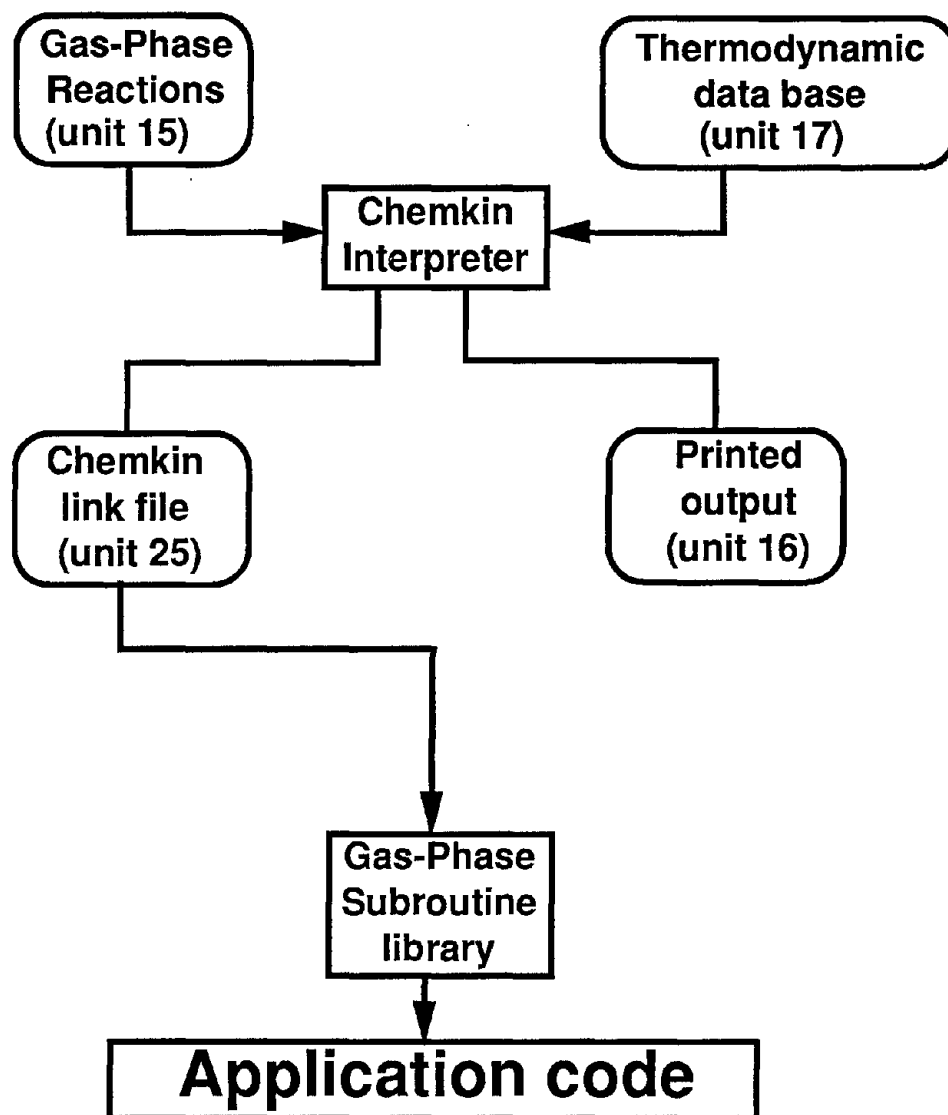 Gas-Phase
Reactions
(unit 15)
Thermodynamic
data base
(unit 17)
Chemkin
Interpreter
Chemkin
link file
(unit 25)
Printed
output
(unit 16)
Gas-Phase
Subroutine
library
Application code